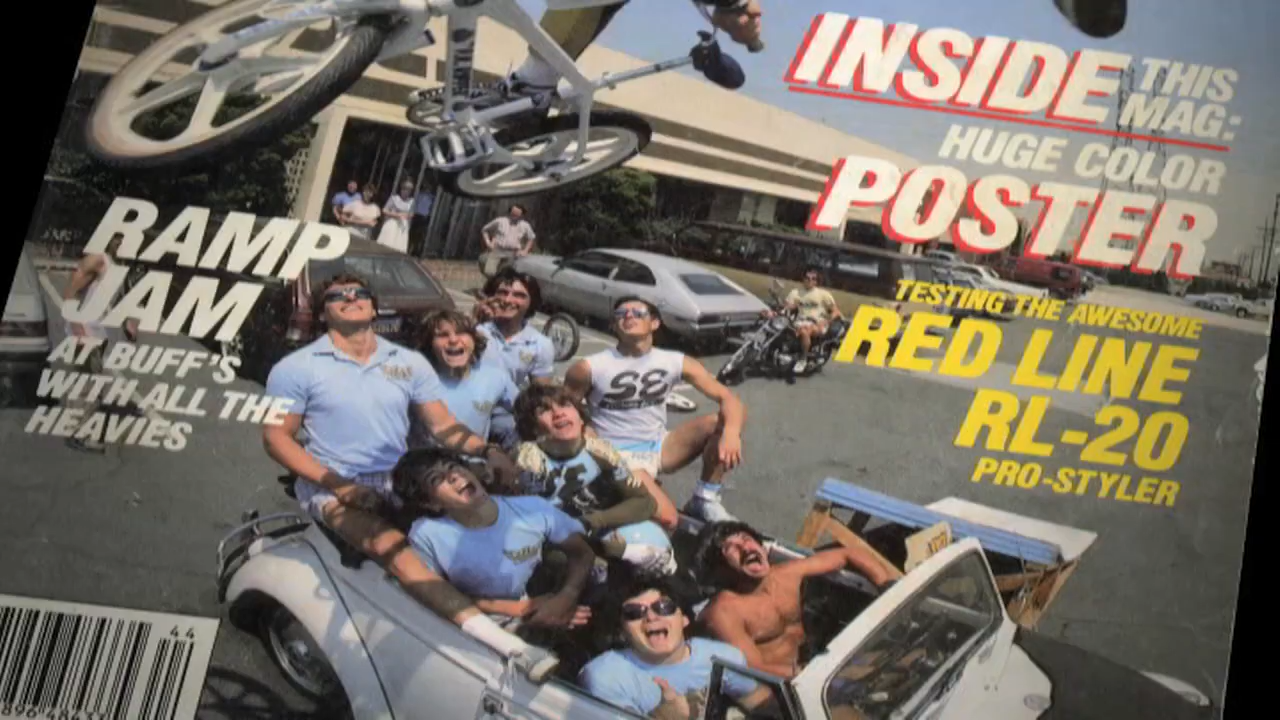 INSIDE THIS
MAG:
HUGE COLOR
POSTER
RAMP
JAM
AT BUFF'S
WITH ALL THE
HEAVIES
TESTING THE AWESOME
RED LINE
RL-20
PRO-STYLER
SE
44